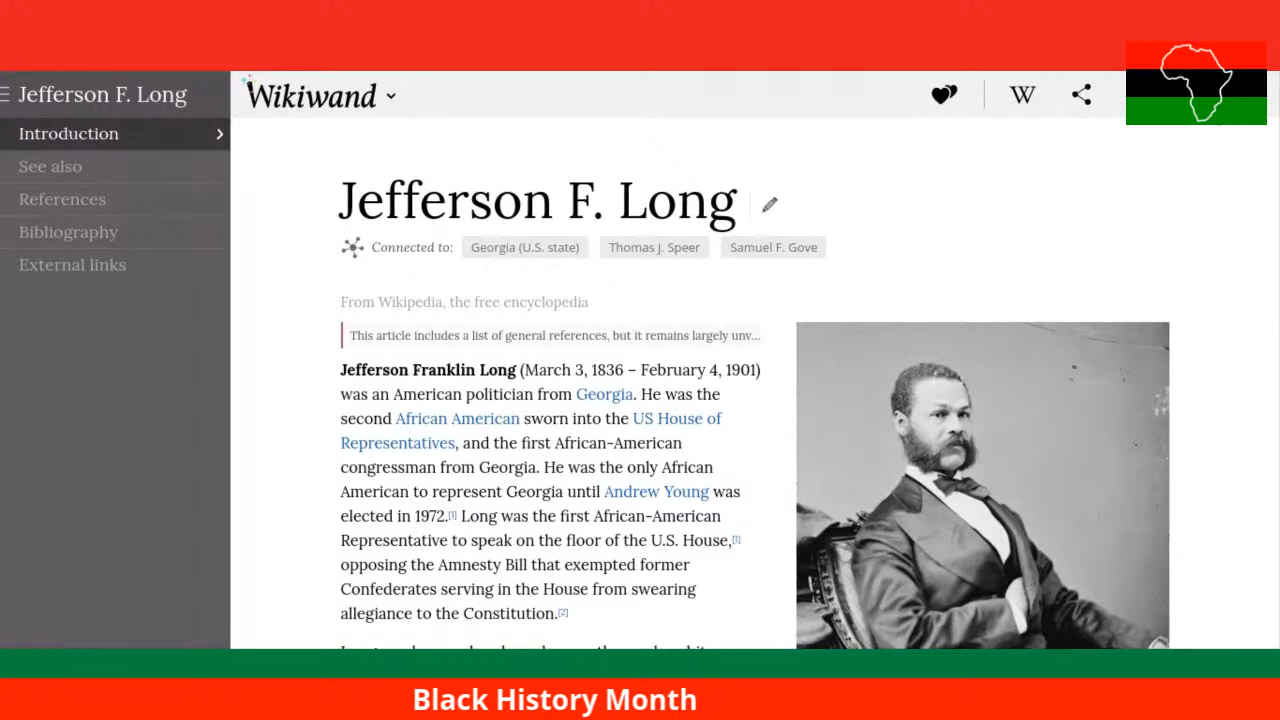 Jefferson F. Long
Introduction
See also
References
Bibliography
External links
Wikiwand
W
Jefferson F. Long
Connected to: Georgia (U.S. state) Thomas J. Speer Samuel F. Gove
From Wikipedia, the free encyclopedia
This article includes a list of general references, but it remains largely unv...
Jefferson Franklin Long (March 3, 1836 – February 4, 1901)
was an American politician from Georgia. He was the
second African American sworn into the US House of
Representatives, and the first African-American
congressman from Georgia. He was the only African
American to represent Georgia until Andrew Young was
elected in 1972.[1] Long was the first African-American
Representative to speak on the floor of the U.S. House,[1]
opposing the Amnesty Bill that exempted former
Confederates serving in the House from swearing
allegiance to the Constitution.[2]
Black History Month